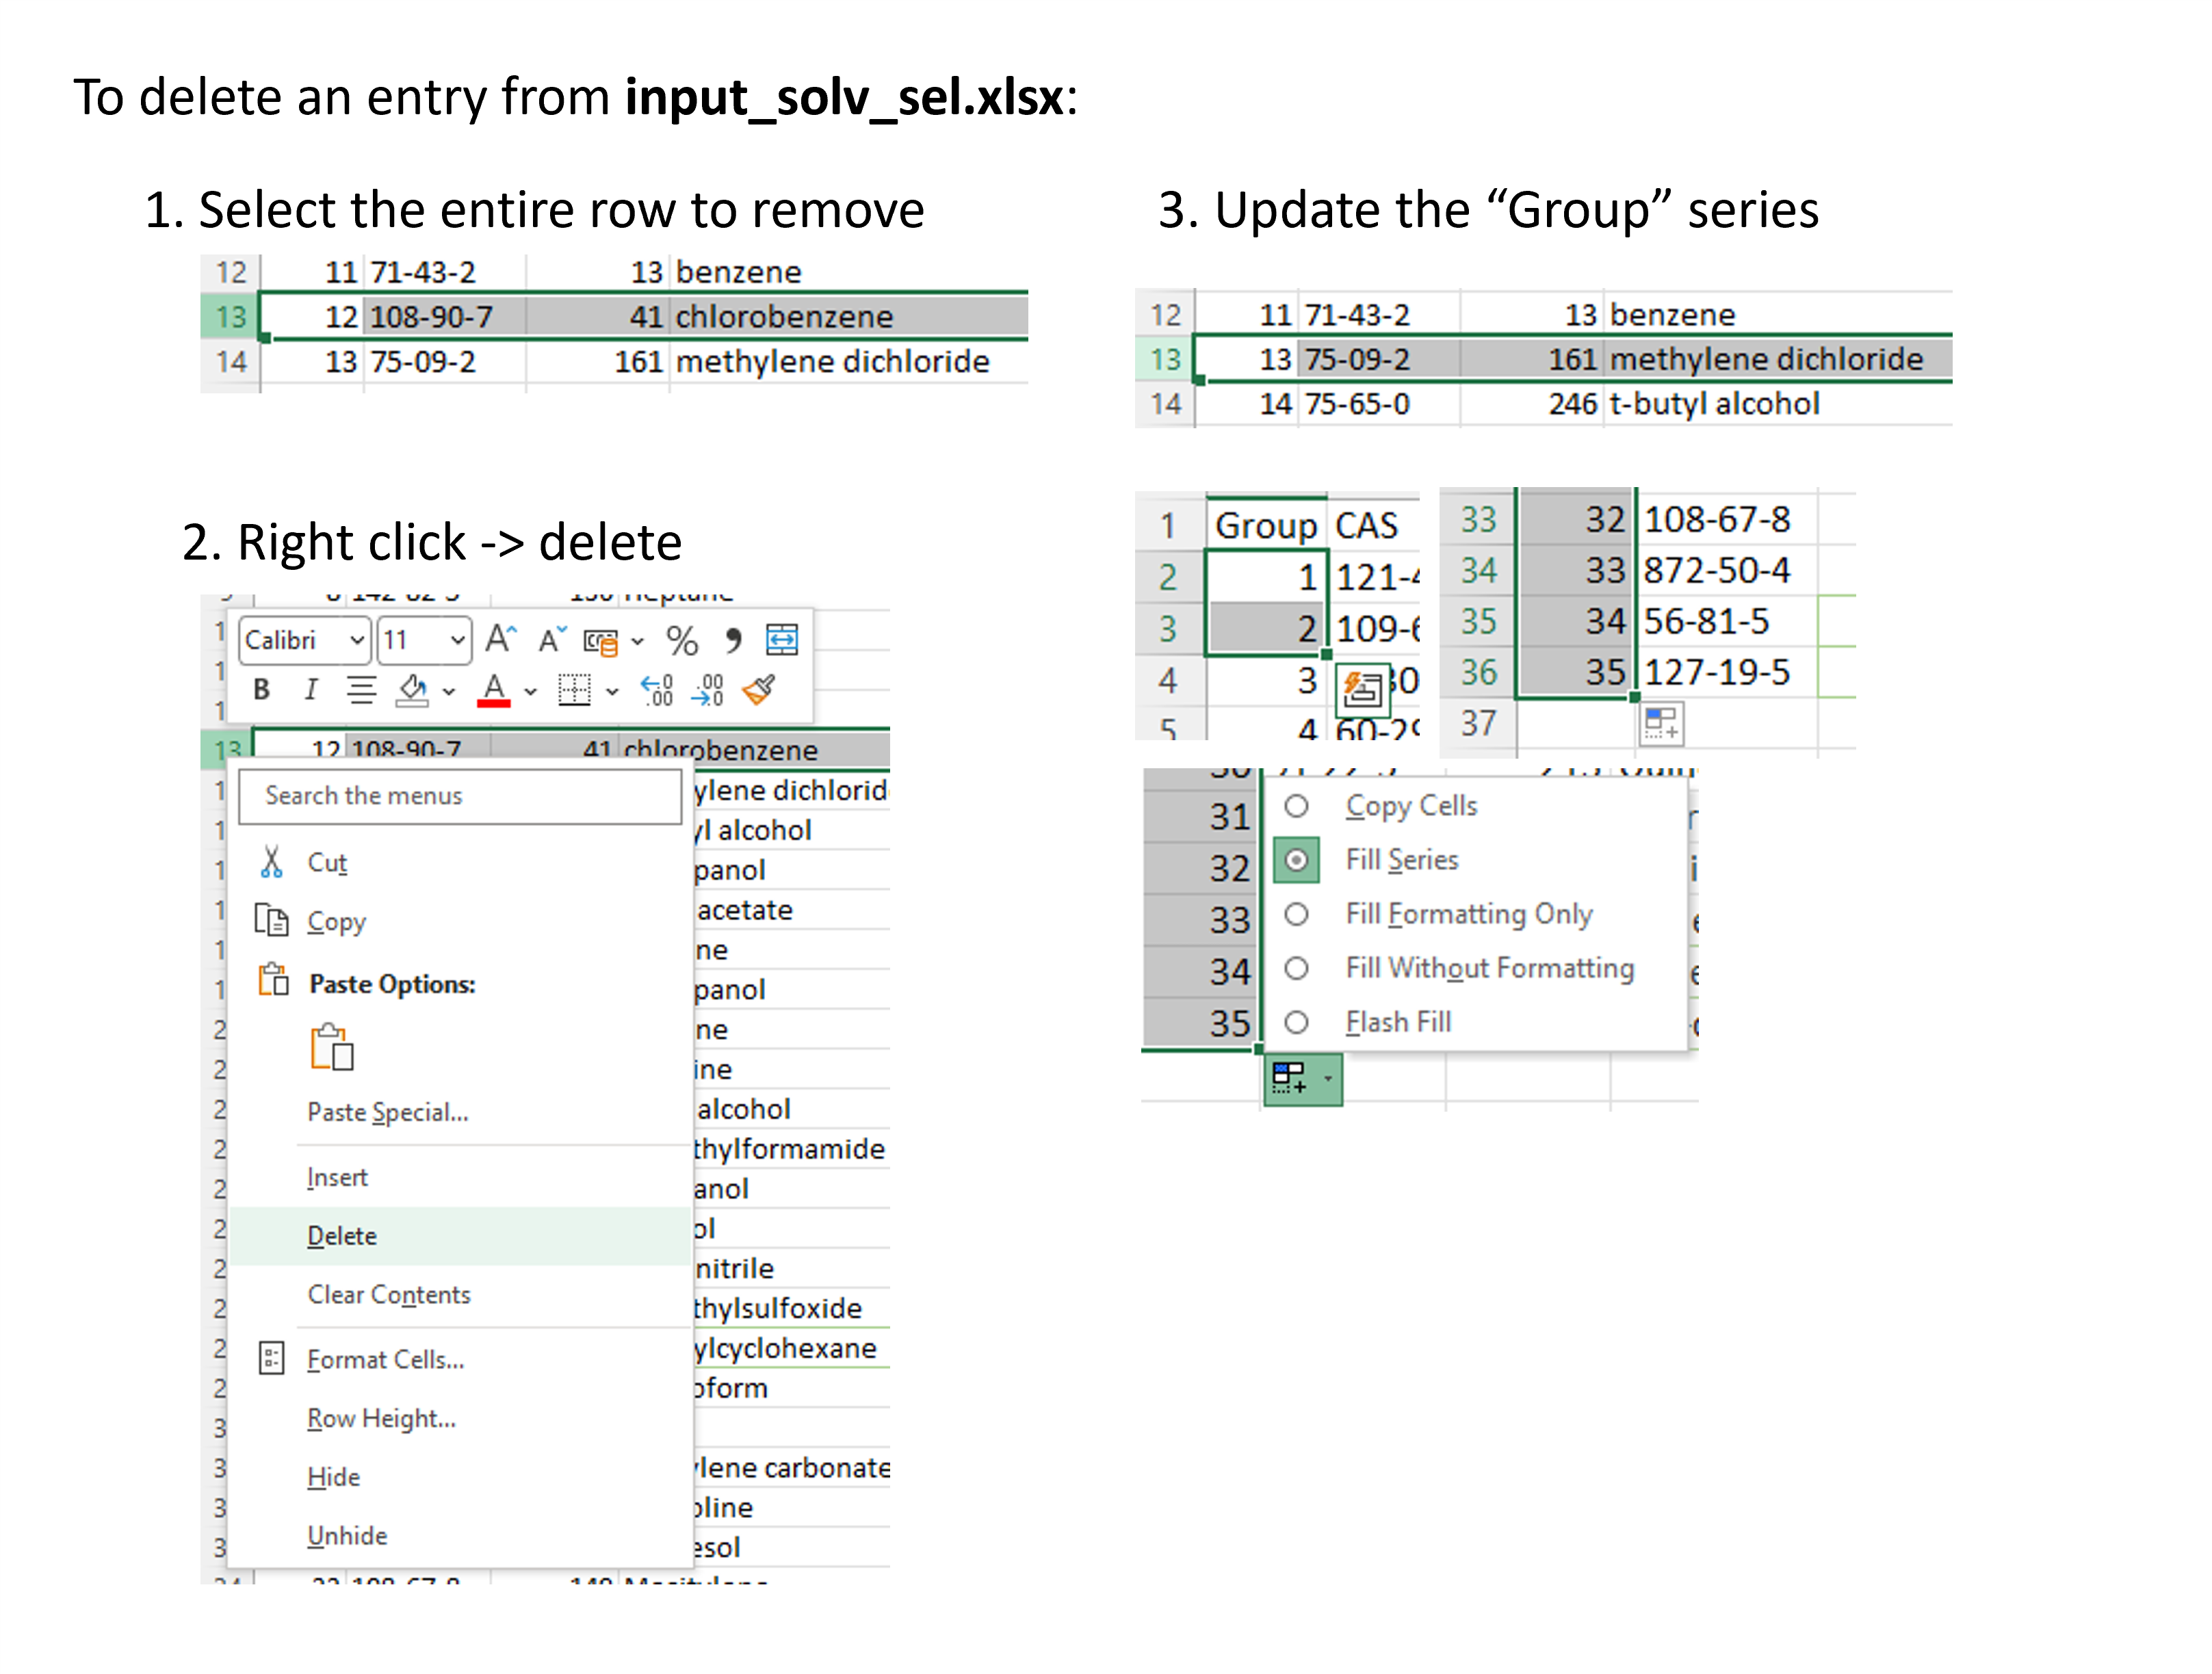 To delete an entry from input_solv_sel.xlsx:
1. Select the entire row to remove
12 11 71-43-2 13 benzene
13 12 108-90-7 41 chlorobenzene
14 13 75-09-2 161 methylene dichloride
2. Right click -> delete
Calibri 11 A A % ,
B I A .00 .00
13 12 108-90-7 41 chlorobenzene
Search the menus
ylene dichlorid
yl alcohol
Cut
panol
acetate
Copy
ne
Paste Options:
panol
ne
ine
Paste Special...
alcohol
thylformamide
Insert
anol
ol
Delete
nitrile
Clear Contents
thylsulfoxide
ylcyclohexane
Format Cells...
oform
Row Height...
ylene carbonate
Hide
oline
Unhide
esol
3. Update the “Group” series
12 11 71-43-2 13 benzene
13 13 75-09-2 161 methylene dichloride
14 14 75-65-0 246 t-butyl alcohol
1 Group CAS
2 1 121-4
3 2 109-6
4 3 30
5 4 60-29
33 32 108-67-8
34 33 872-50-4
35 34 56-81-5
36 35 127-19-5
37
31
32
33
34
35
Copy Cells
Fill Series
Fill Formatting Only
Fill Without Formatting
Flash Fill